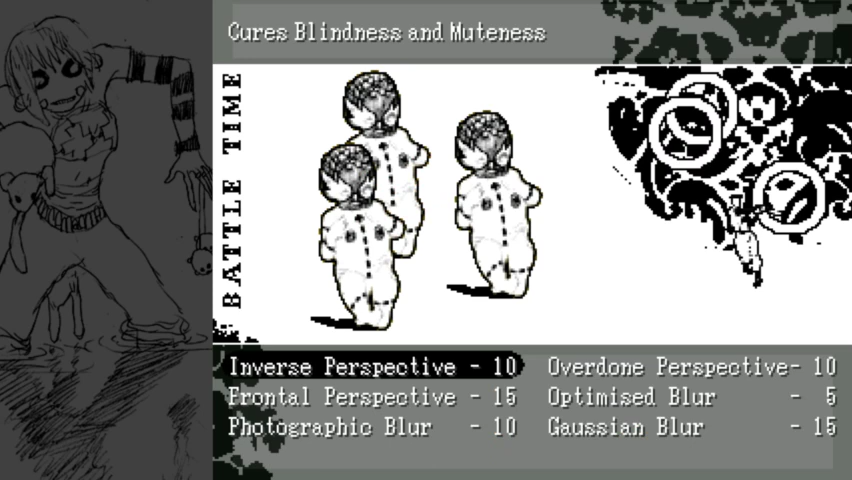 Cures Blindness and Muteness
BATTLE TIME
Inverse Perspective - 10 Overdone Perspective- 10
Frontal Perspective - 15 Optimised Blur - 5
Photographic Blur - 10 Gaussian Blur - 15